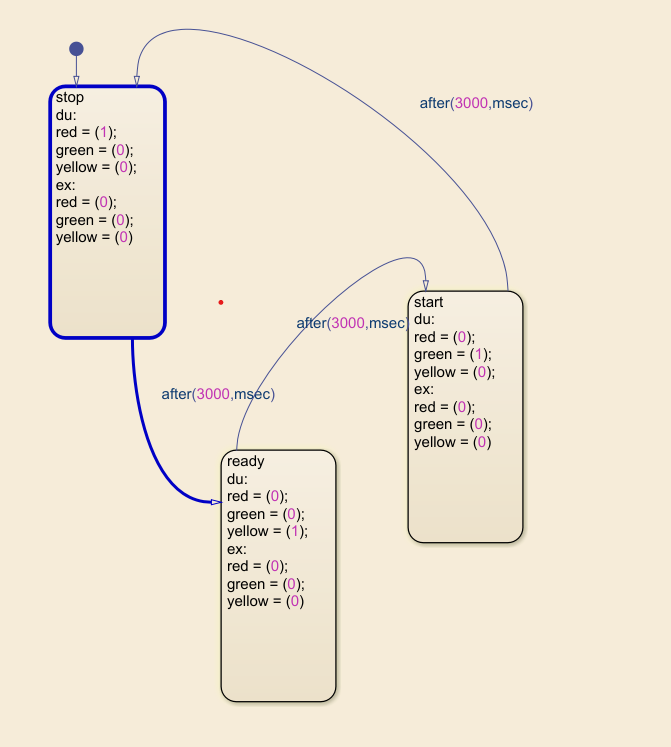 stop
du:
red = (1);
green = (0);
yellow = (0);
ex:
red = (0);
green = (0);
yellow = (0)
after(3000,msec)
after(3000,msec)
start
du:
red = (0);
green = (1);
yellow = (0);
ex:
red = (0);
green = (0);
yellow = (0)
after(3000,msec)
ready
du:
red = (0);
green = (0);
yellow = (1);
ex:
red = (0);
green = (0);
yellow = (0)